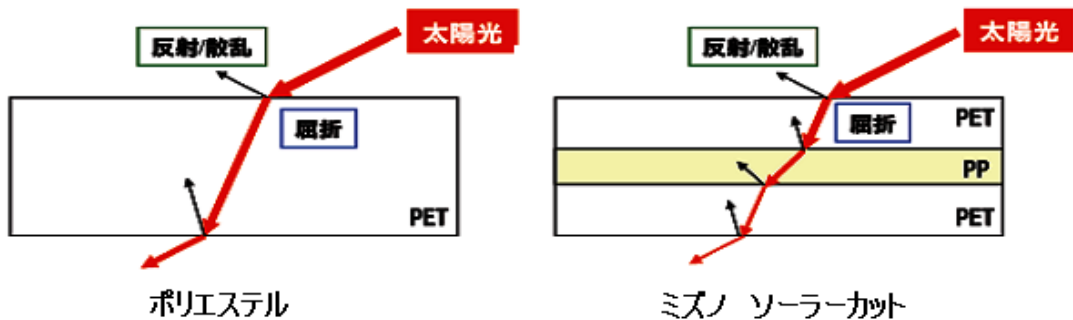 太陽光
反射/散乱
屈折
PET
ポリエステル
太陽光
反射/散乱
屈折
PET
PP
PET
ミズノ ソーラーカット